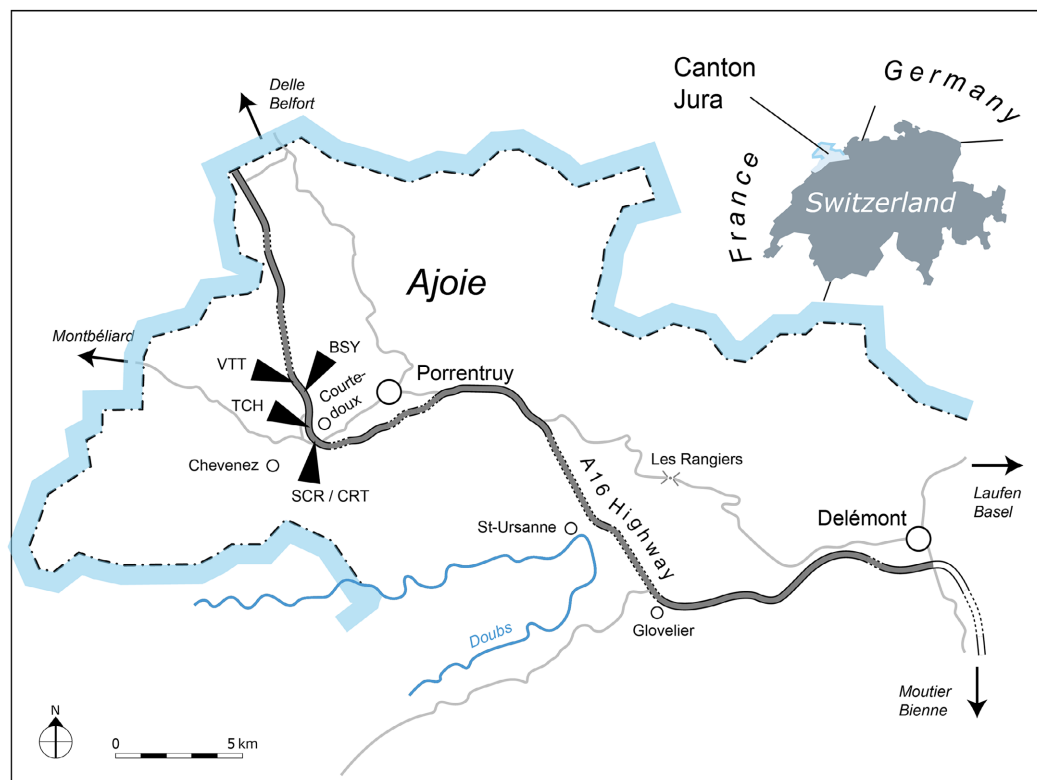 Delle
Belfort
Canton
Jura
Germany
France
Switzerland
Ajoie
Montbéliard
VTT
BSY
TCH
Courte-
doux
Porrentruy
Chevenez
SCR / CRT
Les Rangiers
A16 Highway
Laufen
Basel
St-Ursanne
Delémont
Doubs
Glovelier
Moutier
Bienne
N
0
5 km